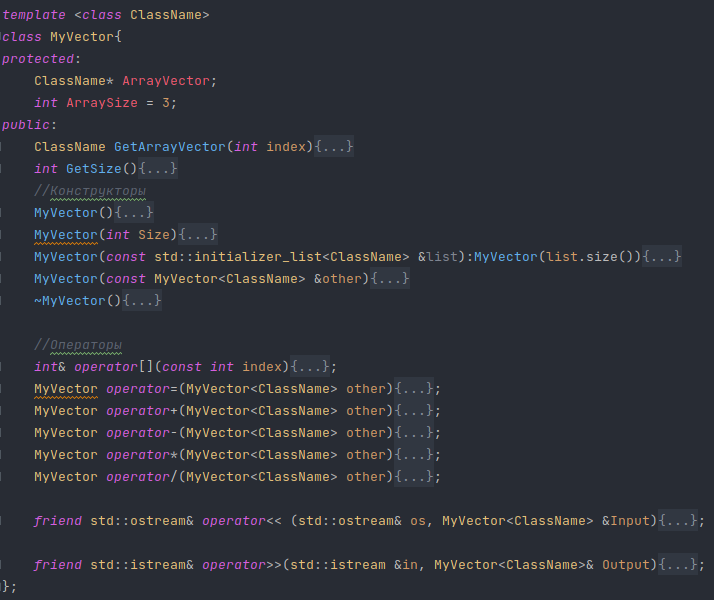 template <class ClassName>
class MyVector{
protected:
    ClassName* ArrayVector;
    int ArraySize = 3;
public:
    ClassName GetArrayVector(int index){...}
    int GetSize(){...}
    //Конструкторы
    MyVector(){...}
    MyVector(int Size){...}
    MyVector(const std::initializer_list<ClassName> &list):MyVector(list.size()){...}
    MyVector(const MyVector<ClassName> &other){...}
    ~MyVector(){...}
    //Операторы
    int& operator[](const int index){...};
    MyVector operator=(MyVector<ClassName> other){...};
    MyVector operator+(MyVector<ClassName> other){...};
    MyVector operator-(MyVector<ClassName> other){...};
    MyVector operator*(MyVector<ClassName> other){...};
    MyVector operator/(MyVector<ClassName> other){...};
    friend std::ostream& operator<< (std::ostream& os, MyVector<ClassName> &Input){...};
    friend std::istream& operator>>(std::istream &in, MyVector<ClassName>& Output){...};
};